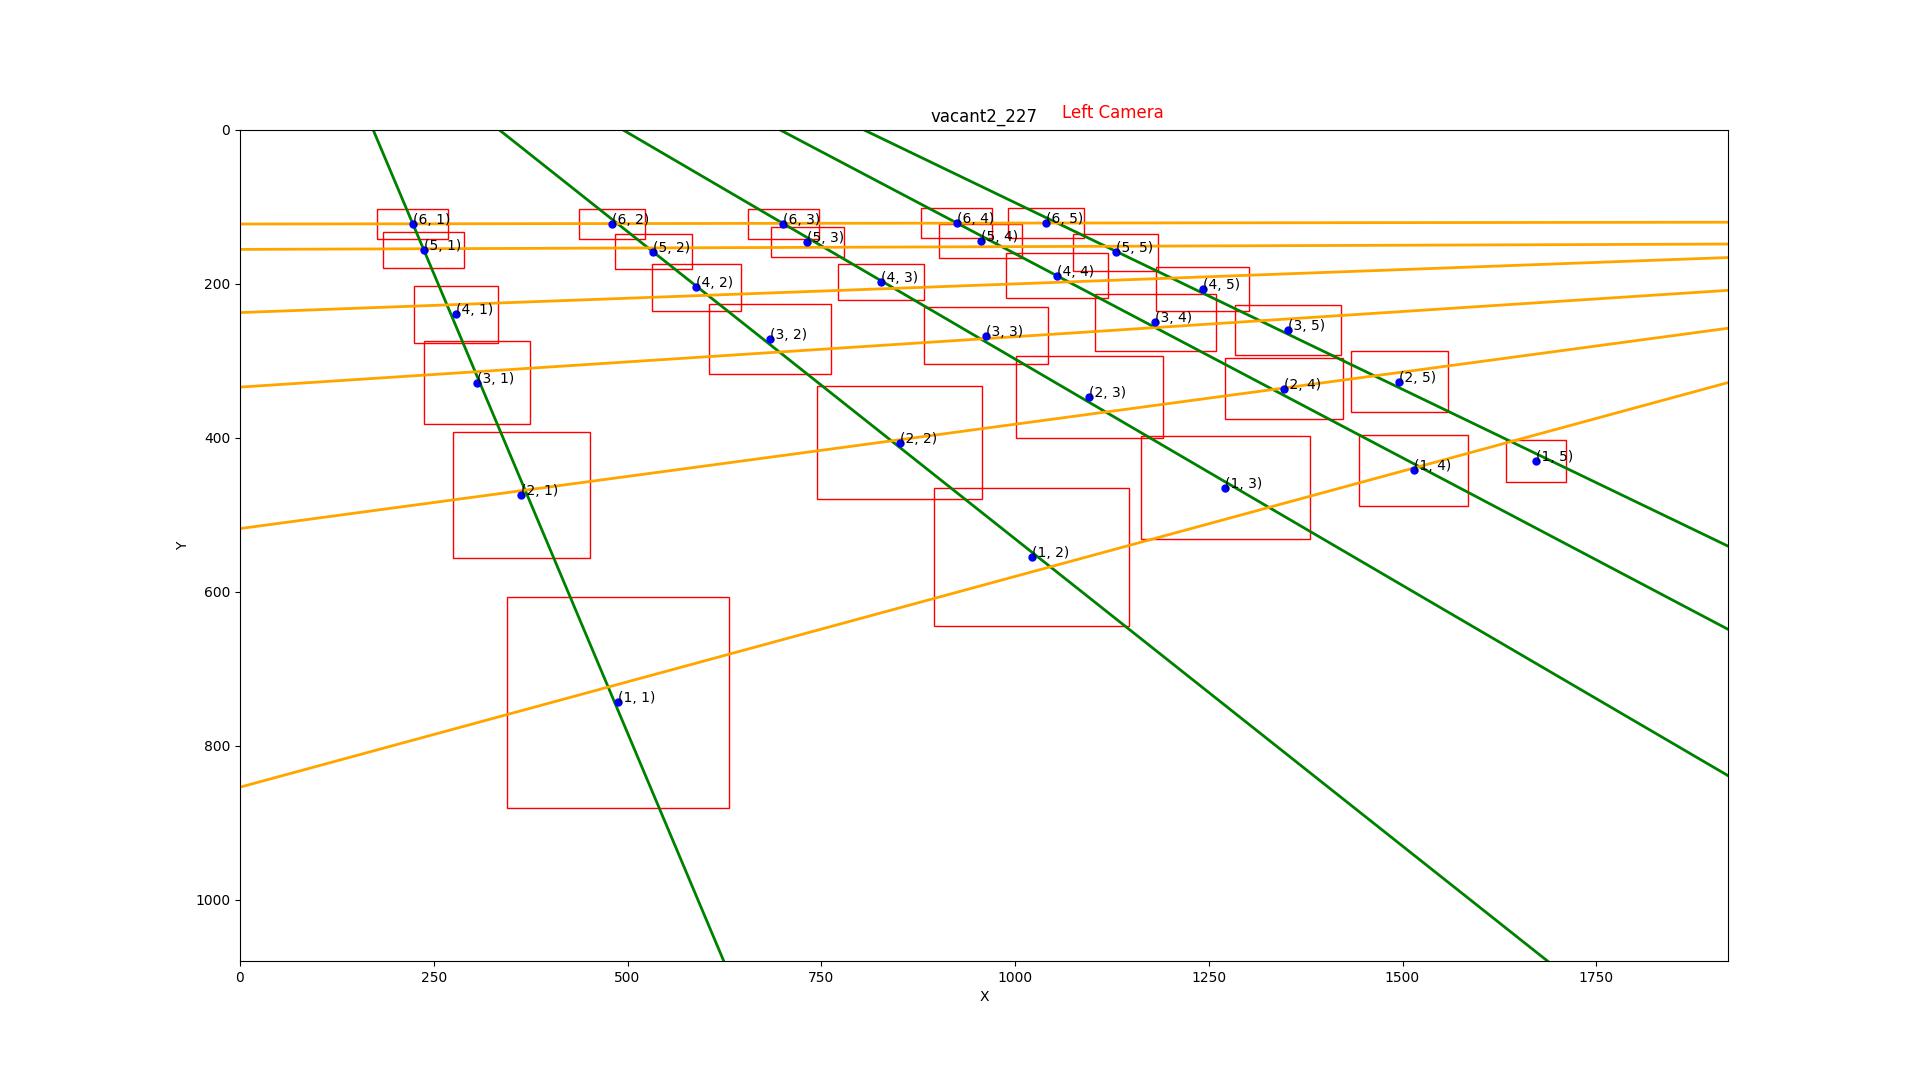 vacant2_227 Left Camera
0
(6, 1) (6, 2) (6, 3) (6, 4) (6, 5)
(5, 1) (5, 2) (5, 3) (5, 4) (5, 5)
200
(4, 1) (4, 2) (4, 3) (4, 4) (4, 5)
(3, 1) (3, 2) (3, 3) (3, 4) (3, 5)
400
(2, 1) (2, 2) (2, 3) (2, 4) (2, 5)
Y
(1, 2) (1, 3) (1, 4) (1, 5)
600
(1, 1)
800
1000
0 250 500 750 1000 1250 1500 1750
X